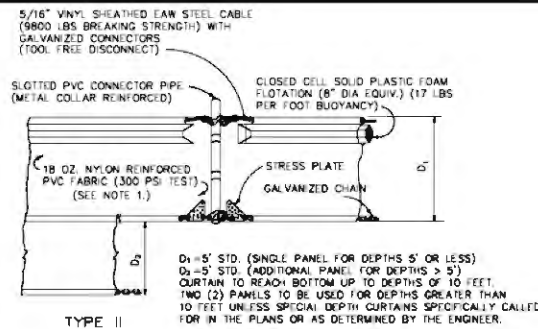 5/16" VINYL SHEATHED EAW STEEL CABLE
(9800 LBS BREAKING STRENGTH) WITH
GALVANIZED CONNECTORS
(TOOL FREE DISCONNECT)
SLOTTED PVC CONNECTOR PIPE
(METAL COLLAR REINFORCED)
CLOSED CELL SOLID PLASTIC FOAM
FLOTATION (8" DIA EQUIV.) (17 LBS
PER FOOT BUOYANCY)
18 OZ. NYLON REINFORCED
PVC FABRIC (300 PSI TEST)
(SEE NOTE 1.)
STRESS PLATE
GALVANIZED CHAIN
D₁
D₂
D₁ = 5' STD. (SINGLE PANEL FOR DEPTHS 5' OR LESS)
D₂ = 5' STD. (ADDITIONAL PANEL FOR DEPTHS > 5')
CURTAIN TO REACH BOTTOM UP TO DEPTHS OF 10 FEET.
TWO (2) PANELS TO BE USED FOR DEPTHS GREATER THAN
10 FEET UNLESS SPECIAL DEPTH CURTAINS SPECIFICALLY CALLED
FOR IN THE PLANS OR AS DETERMINED BY THE ENGINEER.
TYPE II